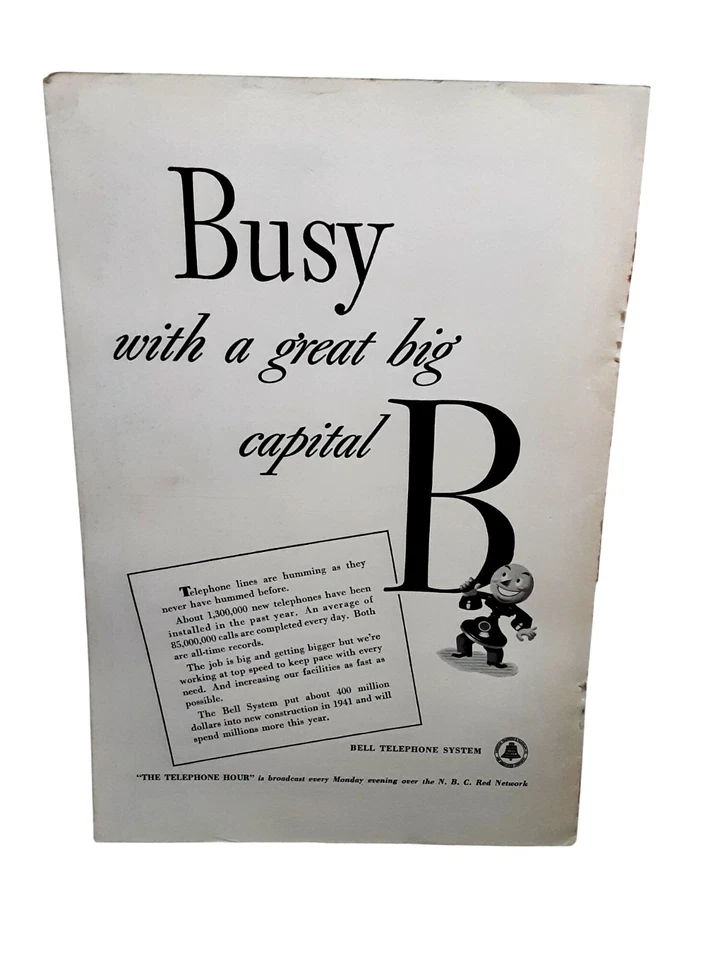 Busy
with a great big
capital B
Telephone lines are humming as they
never have hummed before.
About 1,300,000 new telephones have been
installed in the past year. An average of
85,000,000 calls are completed every day. Both
are all-time records.
The job is big and getting bigger but we're
working at top speed to keep pace with every
need. And increasing our facilities as fast as
possible.
The Bell System put about 400 million
dollars into new construction in 1941 and will
spend millions more this year.
BELL TELEPHONE SYSTEM
"THE TELEPHONE HOUR" is broadcast every Monday evening over the N. B. C. Red Network